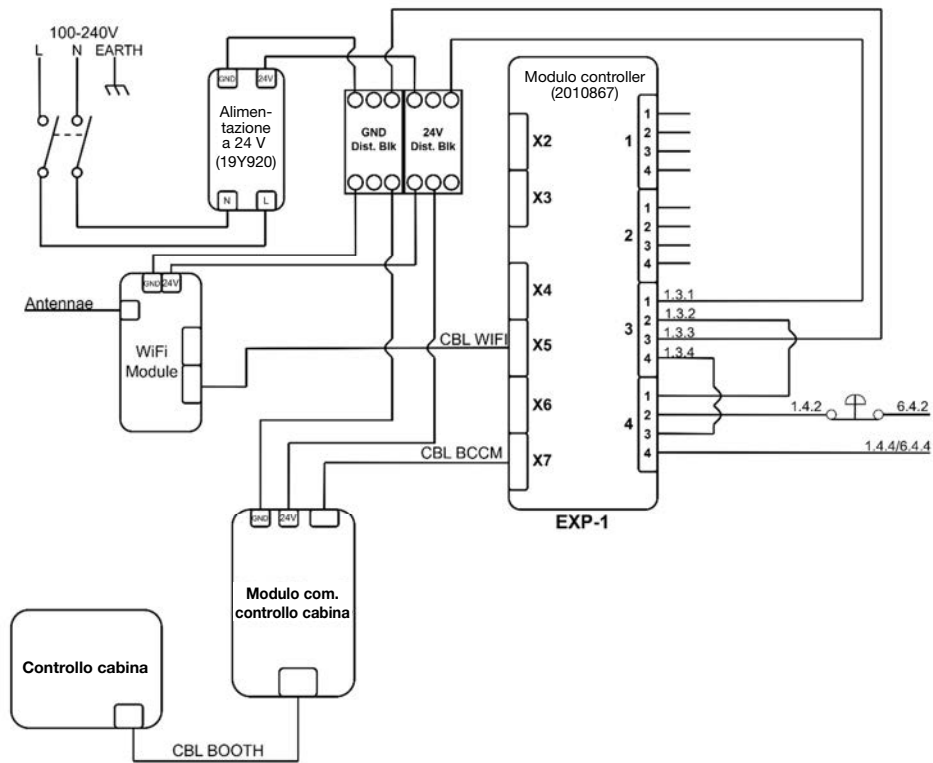 100-240V
L N EARTH
GND 24V
Alimen-
tazione
a 24 V
(19Y920)
N L
GND
Dist. Blk
24V
Dist. Blk
Modulo controller
(2010867)
X2
X3
X4
X5
X6
X7
1
1
2
3
4
2
1
2
3
4
3
1
2
3
4
4
1
2
3
4
1.3.1
1.3.2
1.3.3
1.3.4
1.4.2
6.4.2
1.4.4/6.4.4
EXP-1
GND 24V
Antennae
WiFi
Module
CBL WIFI
CBL BCCM
GND 24V
Modulo com.
controllo cabina
Controllo cabina
CBL BOOTH